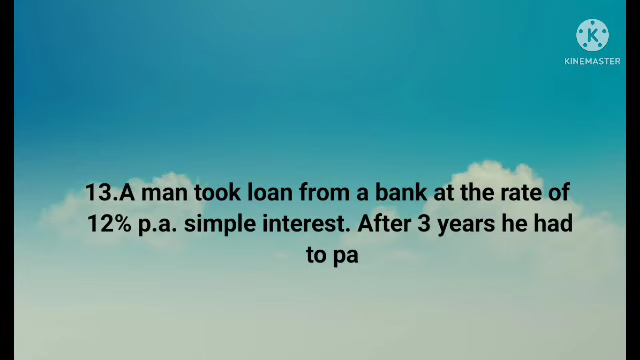 K
KINEMASTER
13.A man took loan from a bank at the rate of
12% p.a. simple interest. After 3 years he had
to pa